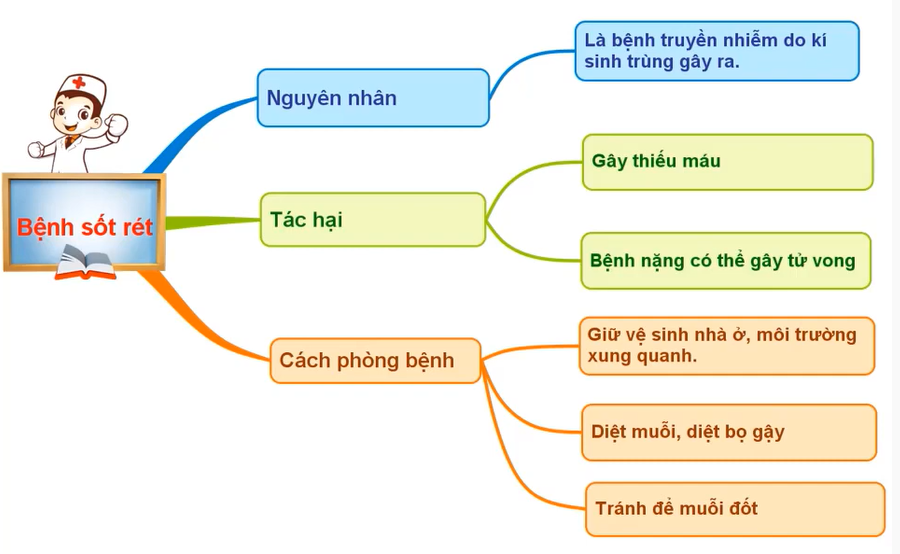 Bệnh sốt rét
Nguyên nhân
Là bệnh truyền nhiễm do kí
sinh trùng gây ra.
Tác hại
Gây thiếu máu
Bệnh nặng có thể gây tử vong
Cách phòng bệnh
Giữ vệ sinh nhà ở, môi trường
xung quanh.
Diệt muỗi, diệt bọ gậy
Tránh để muỗi đốt